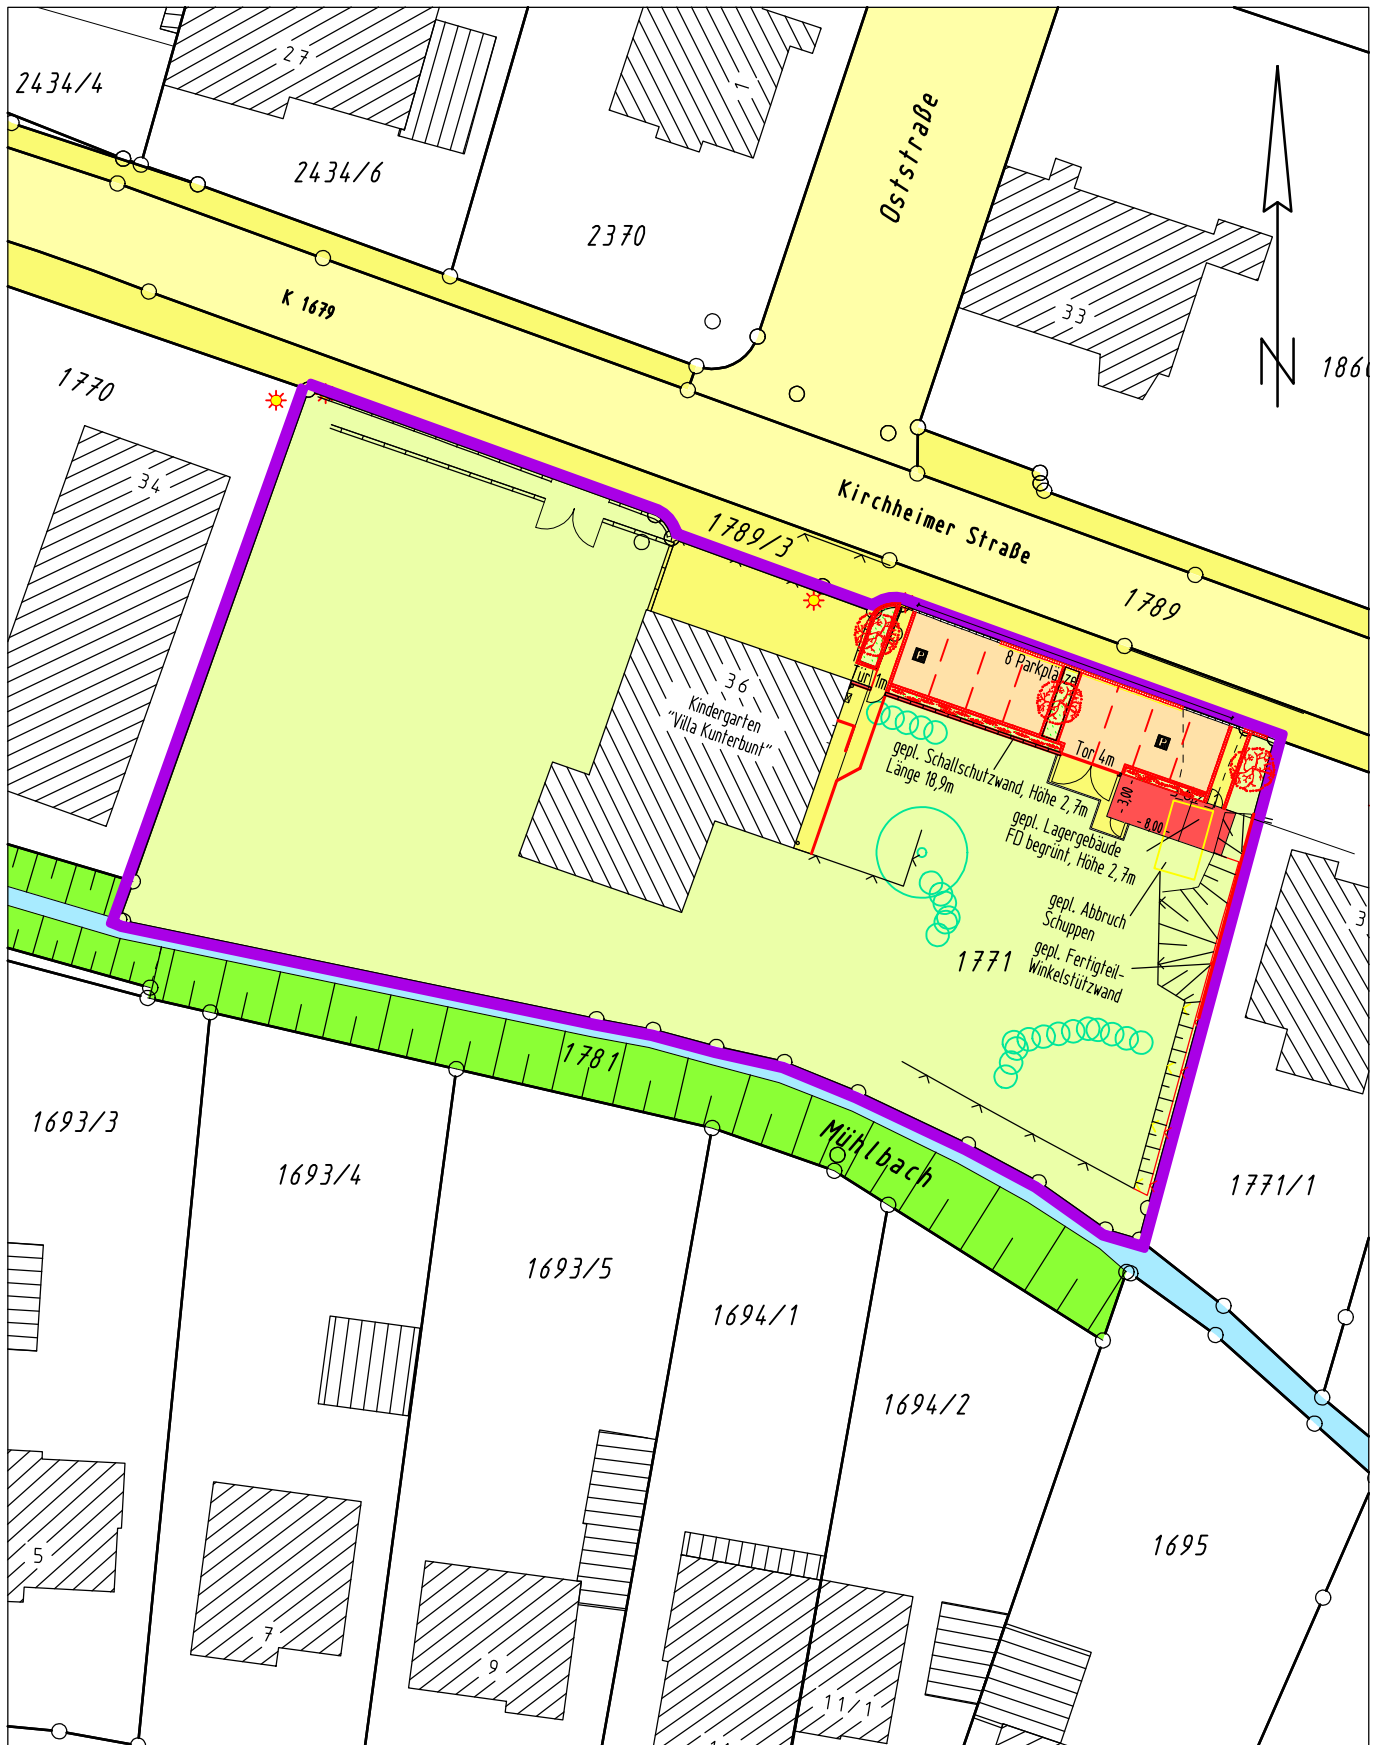 2434/4
27
2434/6
1
2370
Oststraße
33
N
K 1679
1770
34
Kirchheimer Straße
1789/3
1789
36
Kindergarten
"Villa Kunterbunt"
Tür 1m
8 Parkplätze
P
P
Tor 4m
gepl. Schallschutzwand, Höhe 2,7m
Länge 18,9m
- 3,00 -
- 8,00 -
gepl. Lagergebäude
FD begrünt, Höhe 2,7m
gepl. Abbruch
Schuppen
gepl. Fertigteil-
Winkelstützwand
1771
1781
Mühlbach
1693/3
1693/4
1693/5
1694/1
1694/2
1771/1
1695
5
7
9
11/1